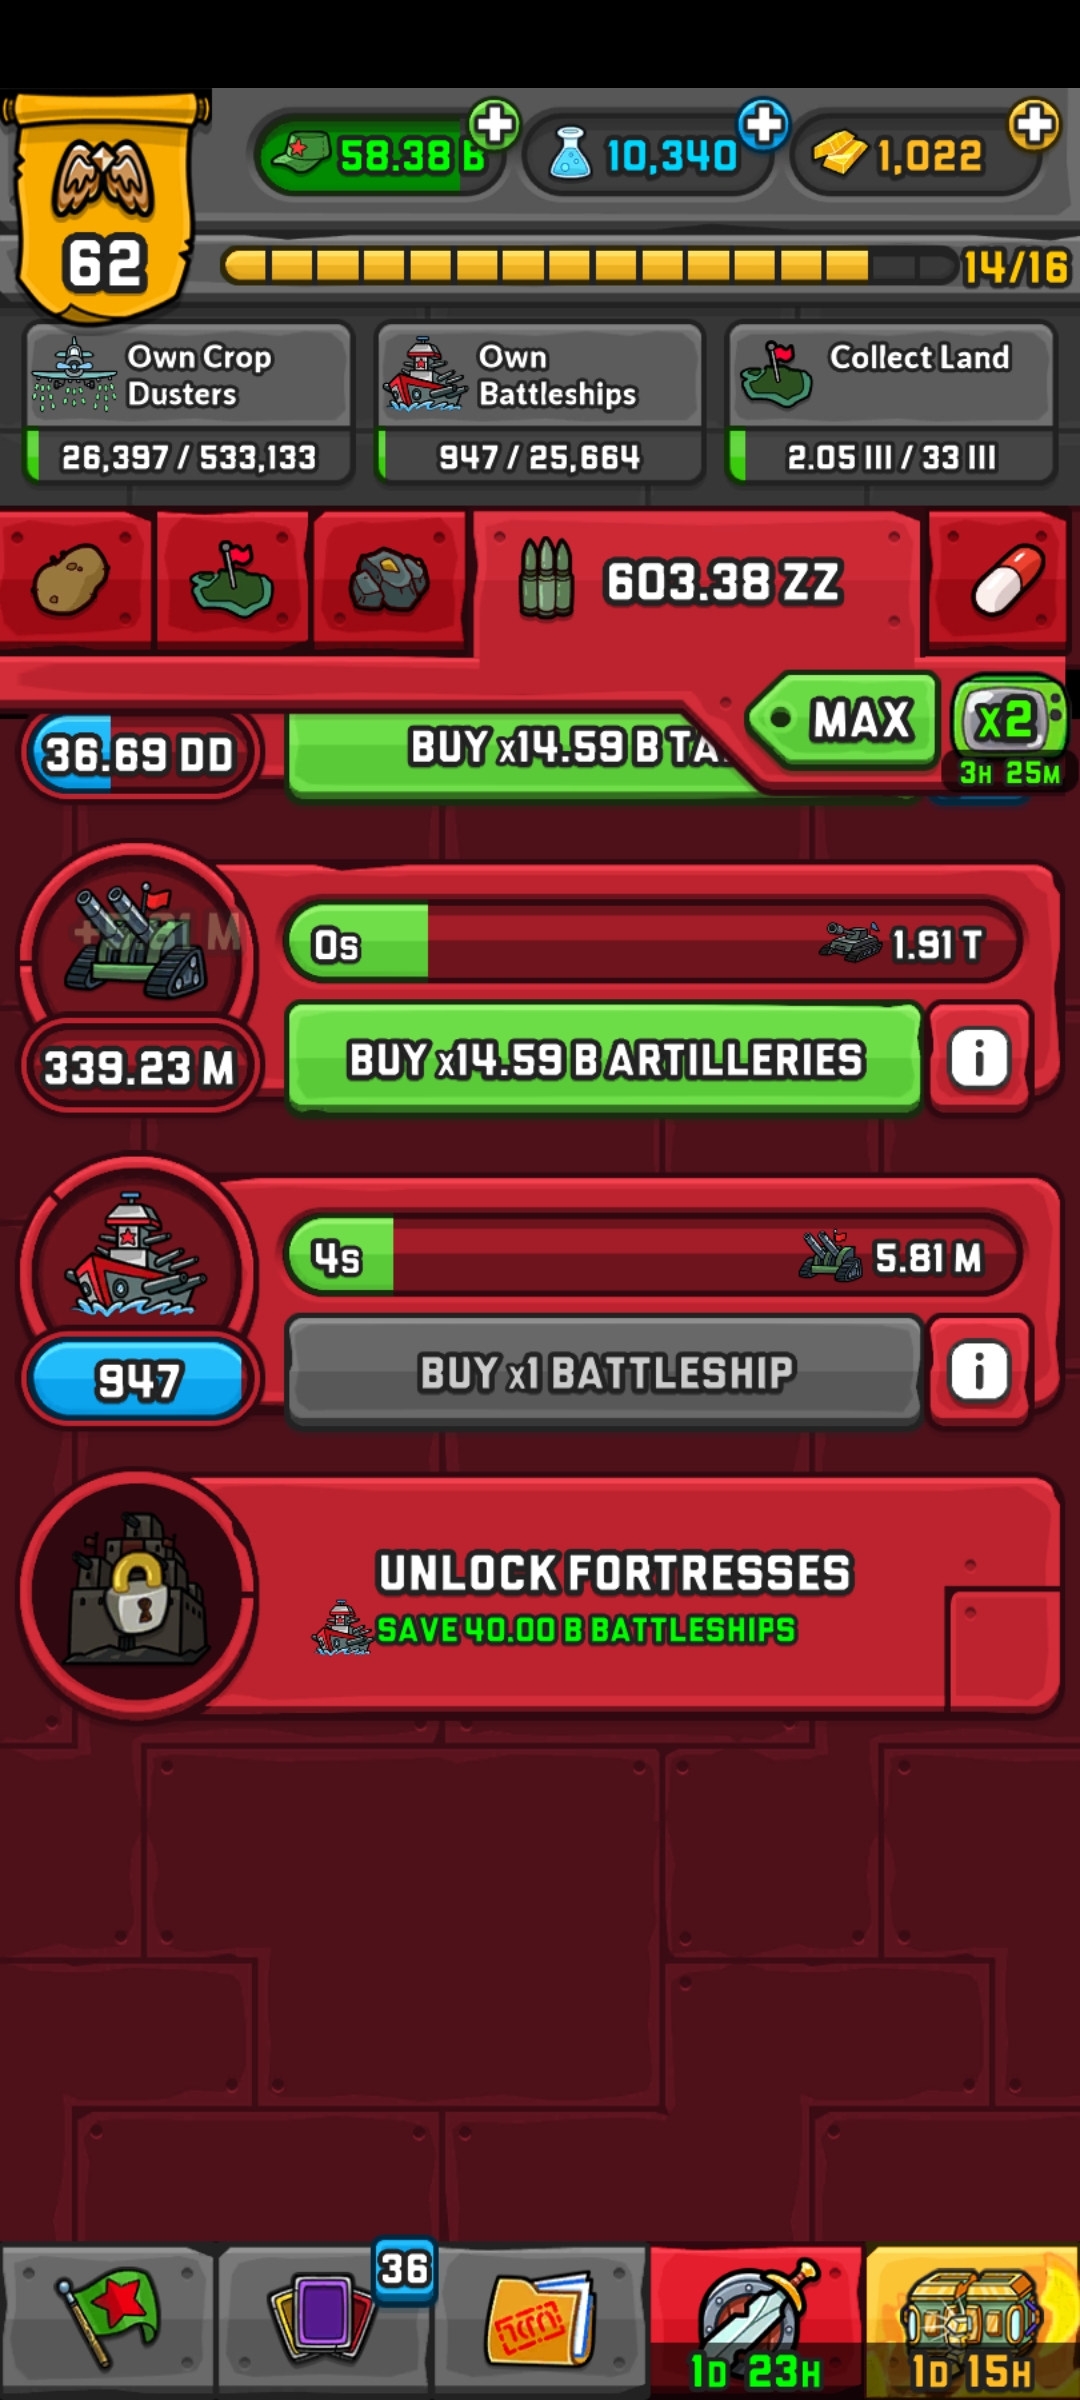 58.38 B
10,340
1,022
62
14/16
Own Crop
Dusters
26,397 / 533,133
Own
Battleships
947 / 25,664
Collect Land
2.05 III / 33 III
603.38 ZZ
MAX
x2
3H 25M
36.69 DD
BUY x14.59 B TA
0s
1.91 T
339.23 M
BUY x14.59 B ARTILLERIES
i
4s
5.81 M
947
BUY x1 BATTLESHIP
i
UNLOCK FORTRESSES
SAVE 40.00 B BATTLESHIPS
36
1D 23H
1D 15H